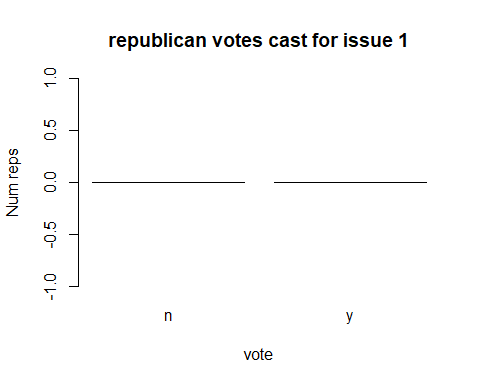 republican votes cast for issue 1
Num reps
1.0
0.5
0.0
-0.5
-1.0
n y
vote